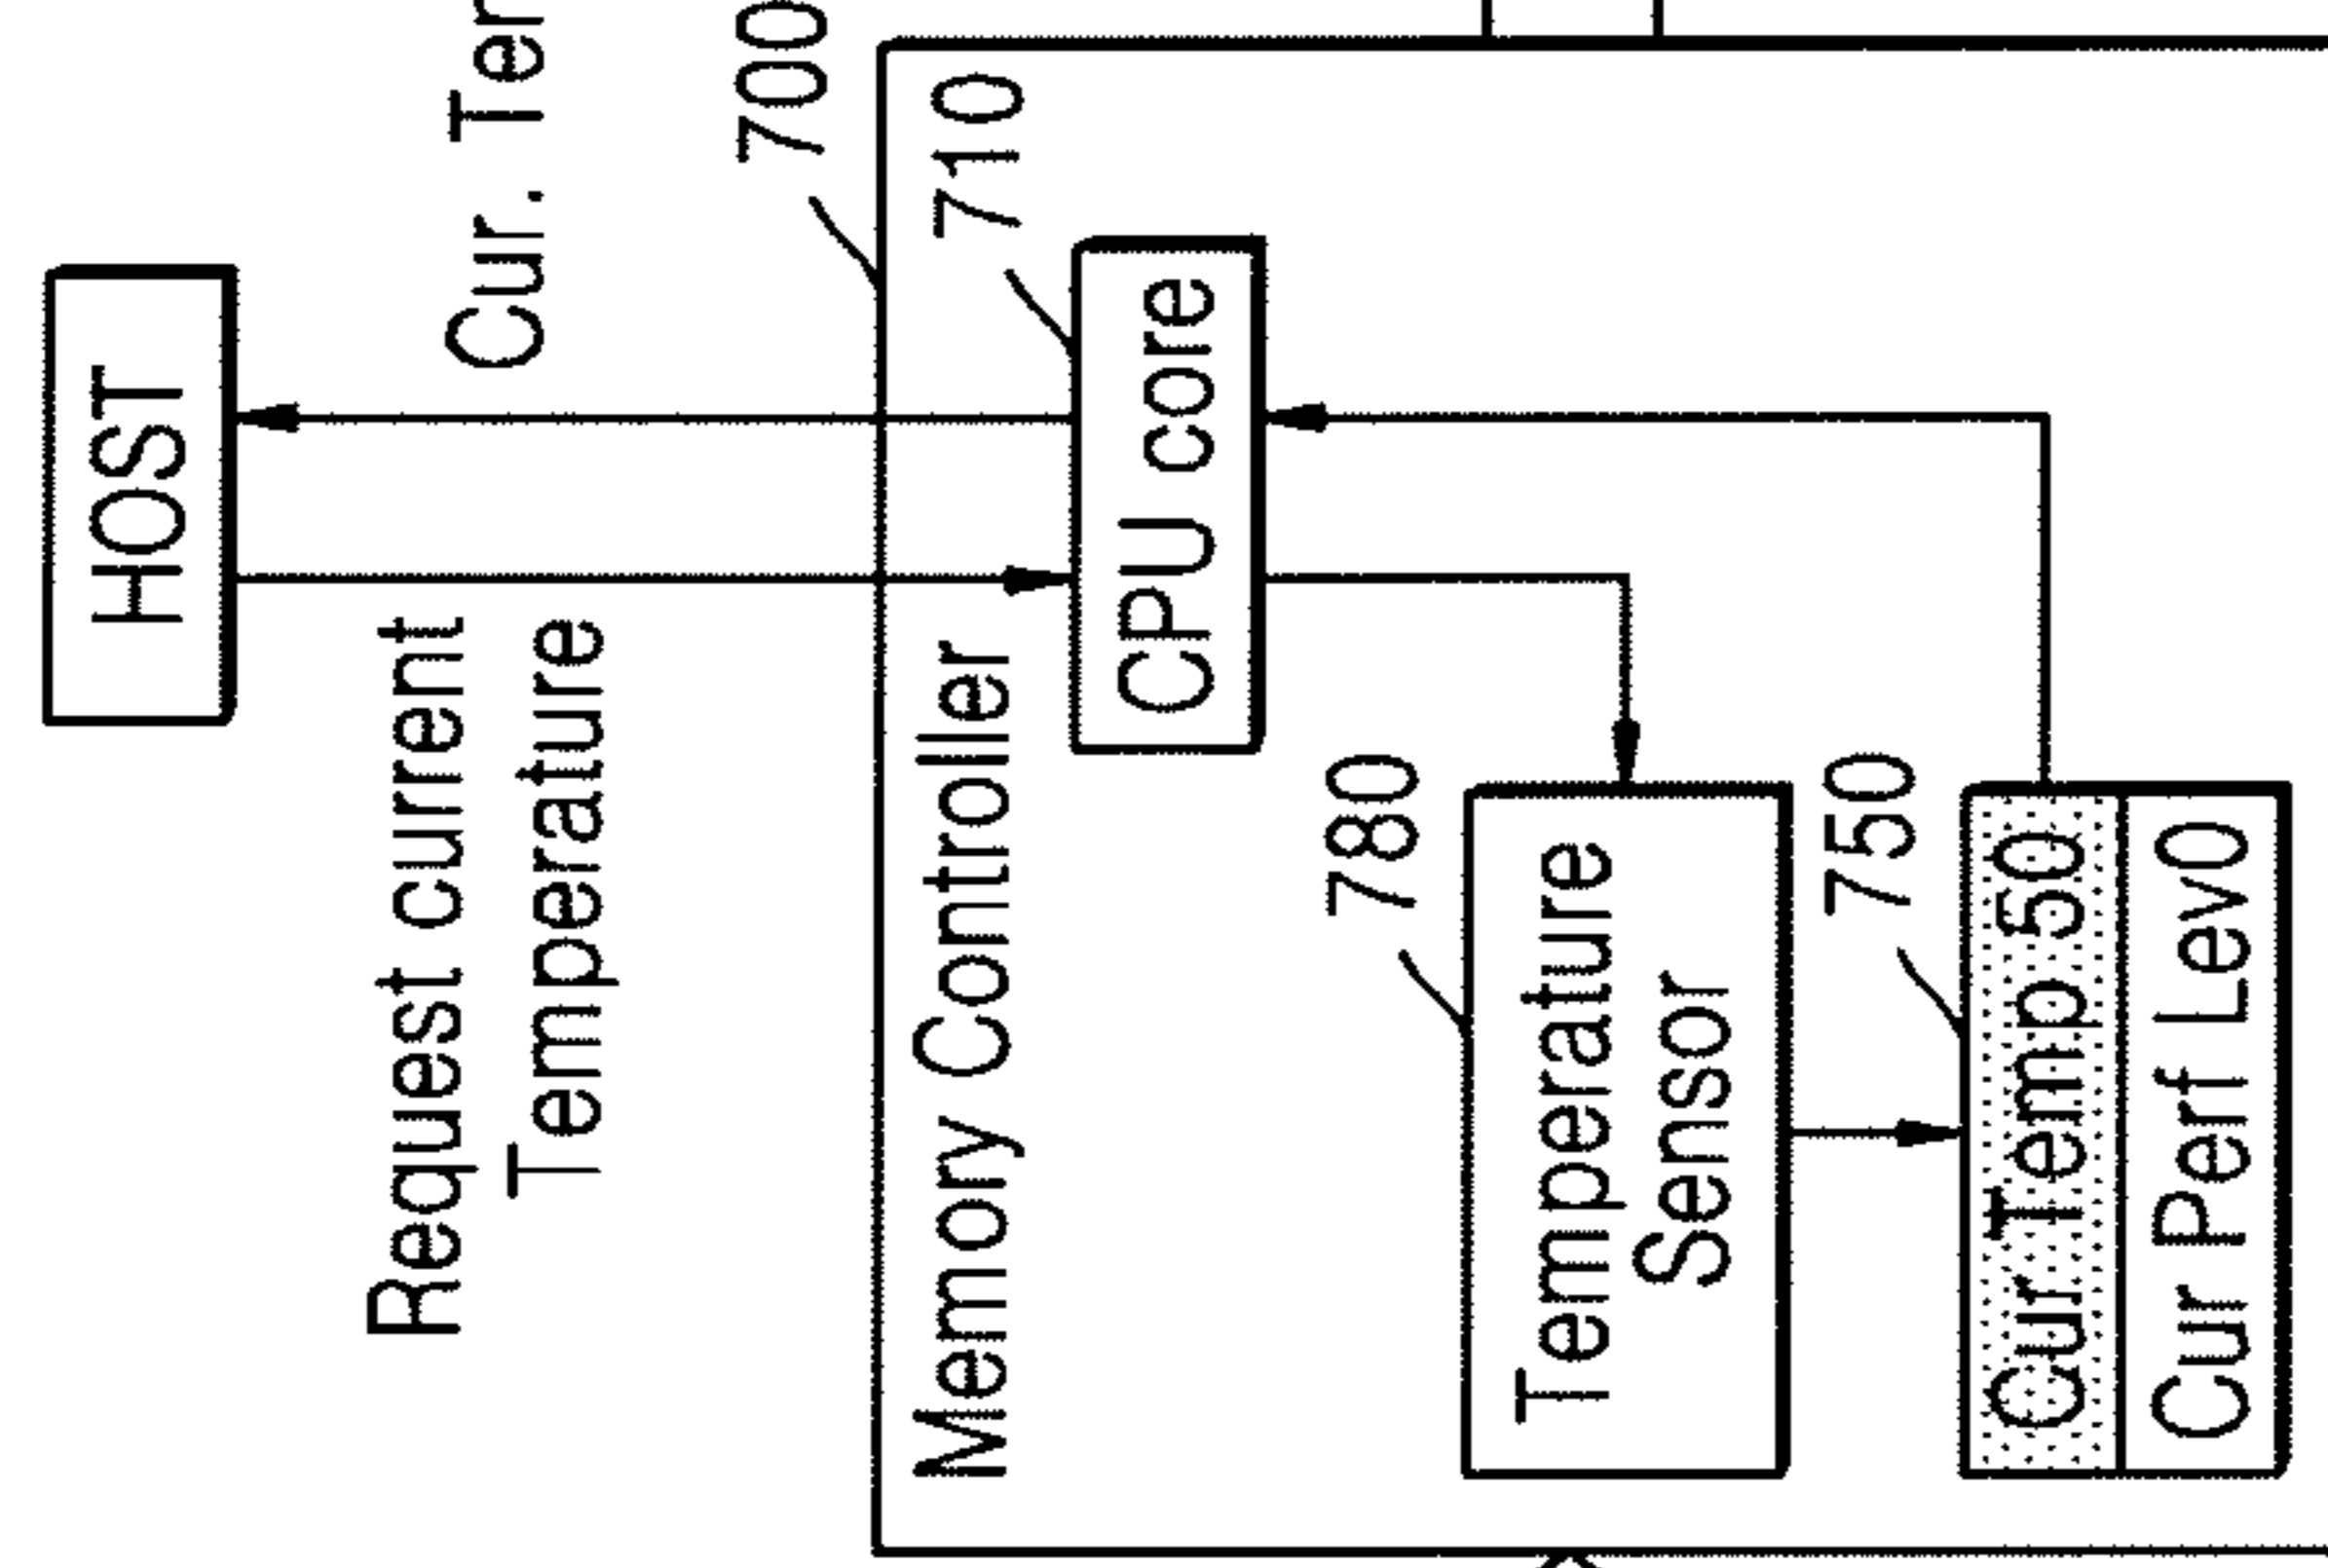 HOST
Request current
Temperature
Cur. Ter
700
Memory Controller
710
CPU core
780
Temperature
Sensor
750
Cur Temp 50
Cur Perf Lev0